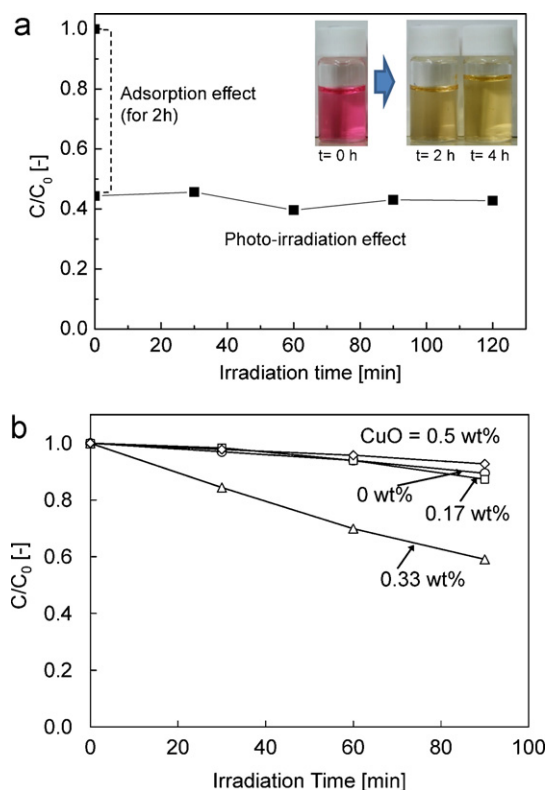 a
1.0
0.8
0.6
0.4
0.2
0.0
C/C₀ [-]
Adsorption effect
(for 2h)
t= 0 h
t= 2 h
t= 4 h
Photo-irradiation effect
0 20 40 60 80 100 120
Irradiation time [min]
b
1.0
0.8
0.6
0.4
0.2
0.0
C/C₀ [-]
CuO = 0.5 wt%
0 wt%
0.17 wt%
0.33 wt%
0 20 40 60 80 100
Irradiation Time [min]